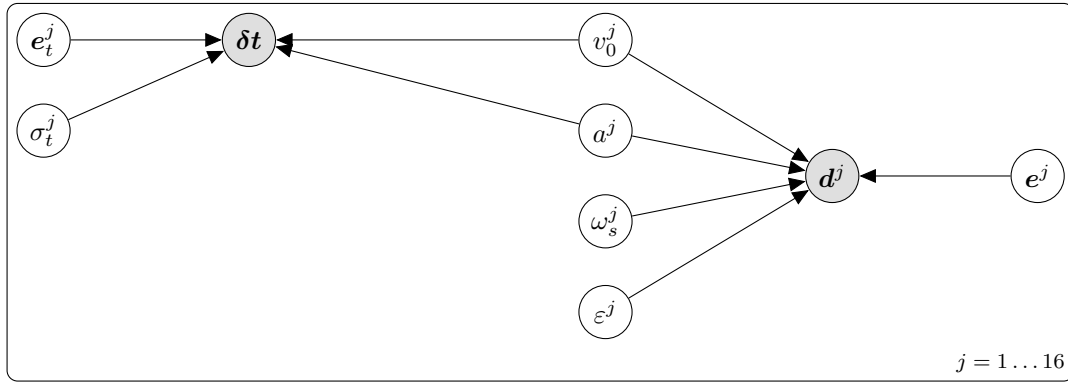 e_t^j δt v_0^j
σ_t^j a^j
d^j e^j
ω_s^j
ε^j
j = 1 … 16